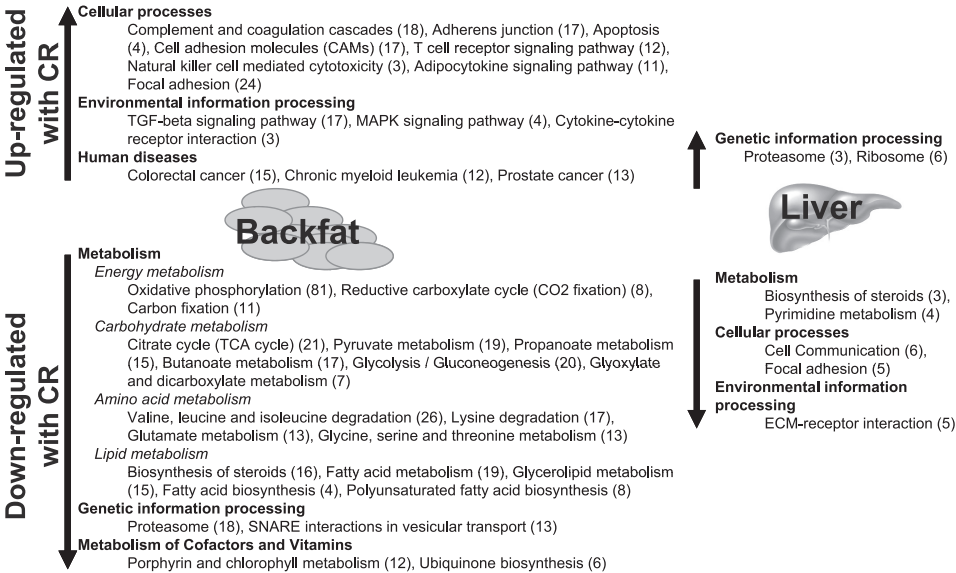 Up-regulated
with CR
Cellular processes
Complement and coagulation cascades (18), Adherens junction (17), Apoptosis
(4), Cell adhesion molecules (CAMs) (17), T cell receptor signaling pathway (12),
Natural killer cell mediated cytotoxicity (3), Adipocytokine signaling pathway (11),
Focal adhesion (24)
Environmental information processing
TGF-beta signaling pathway (17), MAPK signaling pathway (4), Cytokine-cytokine
receptor interaction (3)
Human diseases
Colorectal cancer (15), Chronic myeloid leukemia (12), Prostate cancer (13)
Backfat
Down-regulated
with CR
Metabolism
Energy metabolism
Oxidative phosphorylation (81), Reductive carboxylate cycle (CO2 fixation) (8),
Carbon fixation (11)
Carbohydrate metabolism
Citrate cycle (TCA cycle) (21), Pyruvate metabolism (19), Propanoate metabolism
(15), Butanoate metabolism (17), Glycolysis / Gluconeogenesis (20), Glyoxylate
and dicarboxylate metabolism (7)
Amino acid metabolism
Valine, leucine and isoleucine degradation (26), Lysine degradation (17),
Glutamate metabolism (13), Glycine, serine and threonine metabolism (13)
Lipid metabolism
Biosynthesis of steroids (16), Fatty acid metabolism (19), Glycerolipid metabolism
(15), Fatty acid biosynthesis (4), Polyunsaturated fatty acid biosynthesis (8)
Genetic information processing
Proteasome (18), SNARE interactions in vesicular transport (13)
Metabolism of Cofactors and Vitamins
Porphyrin and chlorophyll metabolism (12), Ubiquinone biosynthesis (6)
Genetic information processing
Proteasome (3), Ribosome (6)
Liver
Metabolism
Biosynthesis of steroids (3),
Pyrimidine metabolism (4)
Cellular processes
Cell Communication (6),
Focal adhesion (5)
Environmental information
processing
ECM-receptor interaction (5)